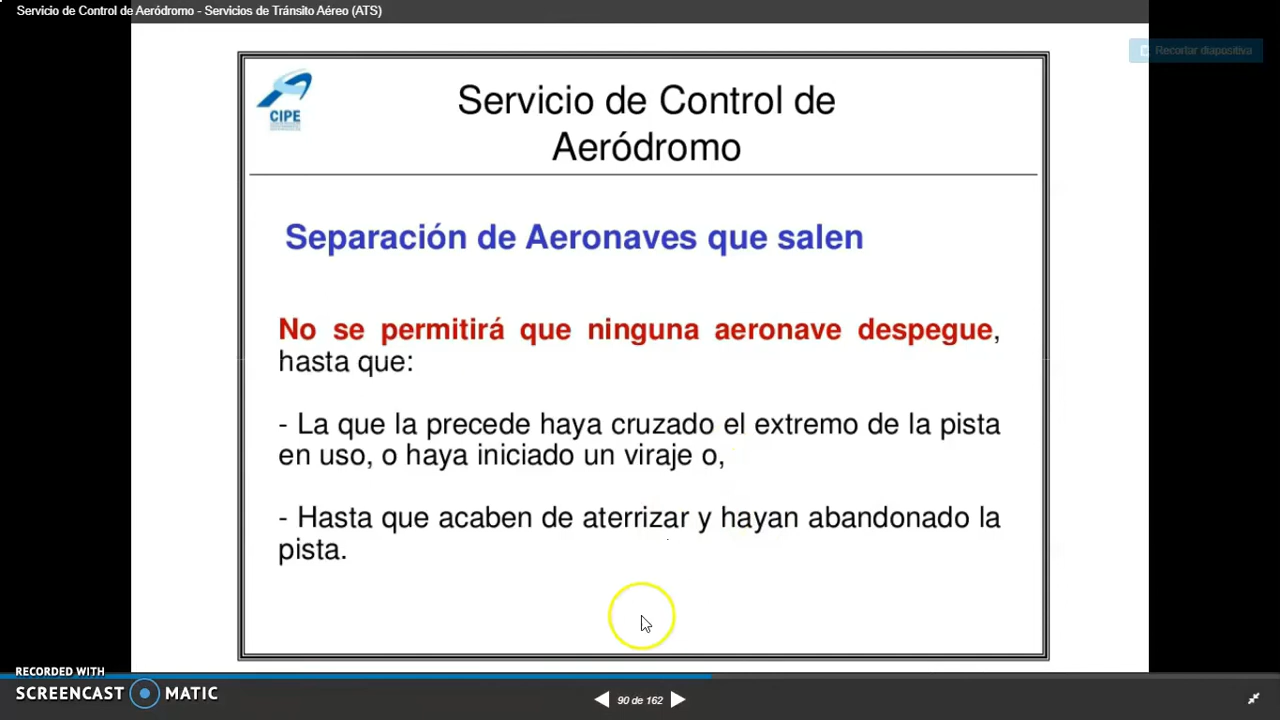 Servicio de Control de Aeródromo - Servicios de Tránsito Aéreo (ATS)
Recortar diapositiva
CIPE
Servicio de Control de
Aeródromo
Separación de Aeronaves que salen
No se permitirá que ninguna aeronave despegue,
hasta que:
- La que la precede haya cruzado el extremo de la pista
en uso, o haya iniciado un viraje o,
- Hasta que acaben de aterrizar y hayan abandonado la
pista.
RECORDED WITH
SCREENCAST MATIC
90 de 162